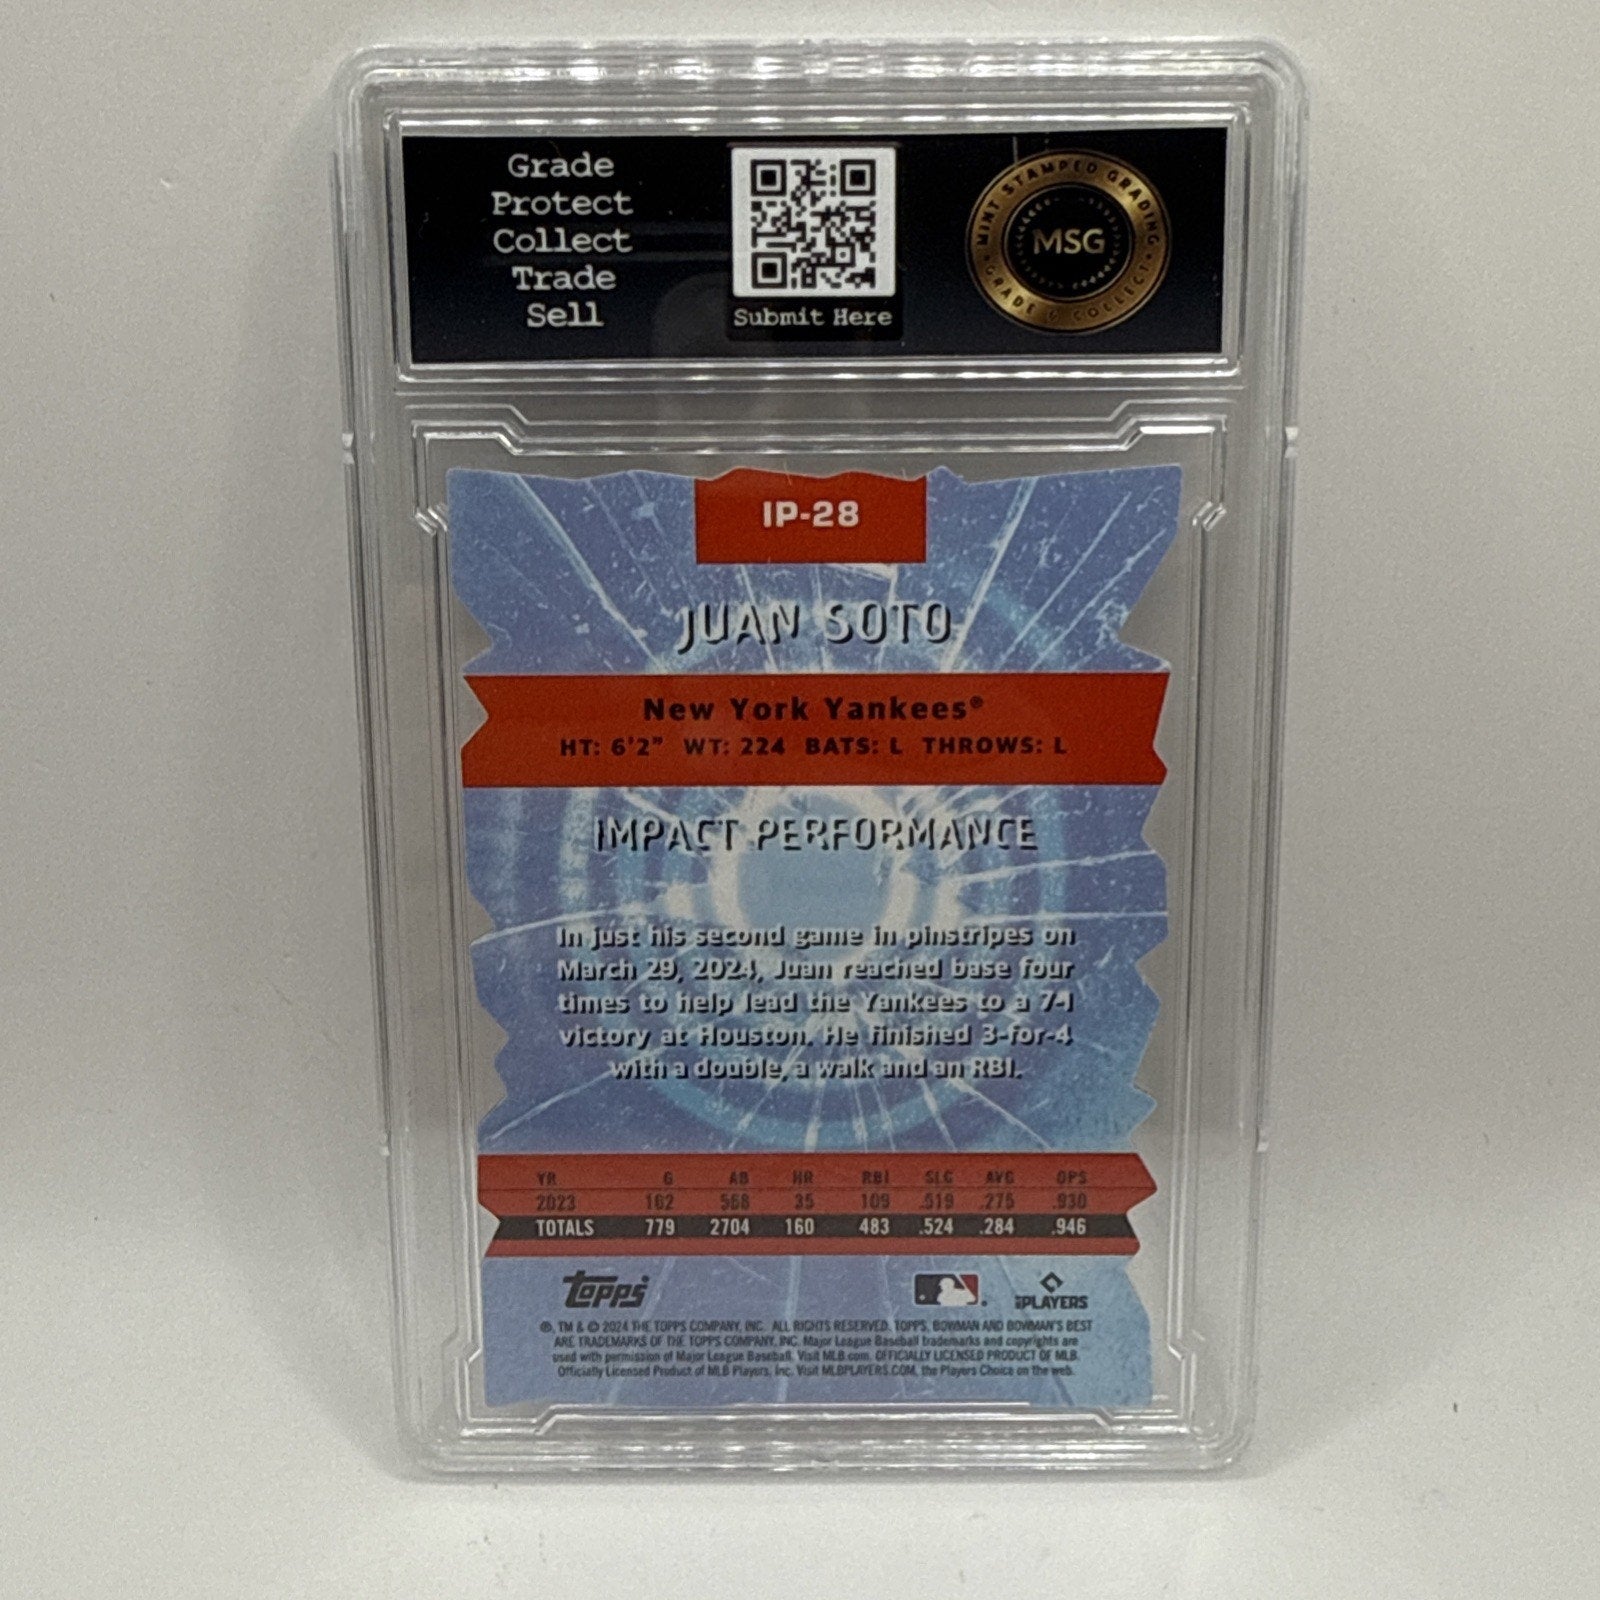 Grade
Protect
Collect
Trade
Sell
Submit Here
MINT STAMPED GRADING
MSG
GRADE & COLLECT
IP-28
JUAN SOTO
New York Yankees®
HT: 6'2" WT: 224 BATS: L THROWS: L
IMPACT PERFORMANCE
In just his second game in pinstripes on
March 29, 2024, Juan reached base four
times to help lead the Yankees to a 7-1
victory at Houston. He finished 3-for-4
with a double, a walk and an RBI.
YR G AB HR RBI SLG AVG OPS
2023 162 568 35 109 .519 .275 .930
TOTALS 779 2704 160 483 .524 .284 .946
topps
PLAYERS
®, TM & © 2024 THE TOPPS COMPANY, INC. ALL RIGHTS RESERVED. TOPPS, BOWMAN AND BOWMAN'S BEST
ARE TRADEMARKS OF THE TOPPS COMPANY, INC. Major League Baseball trademarks and copyrights are
used with permission of Major League Baseball. Visit MLB.com. OFFICIALLY LICENSED PRODUCT OF MLB
Officially Licensed Product of MLB Players, Inc. Visit MLBPLAYERS.COM, the Players Choice on the web.